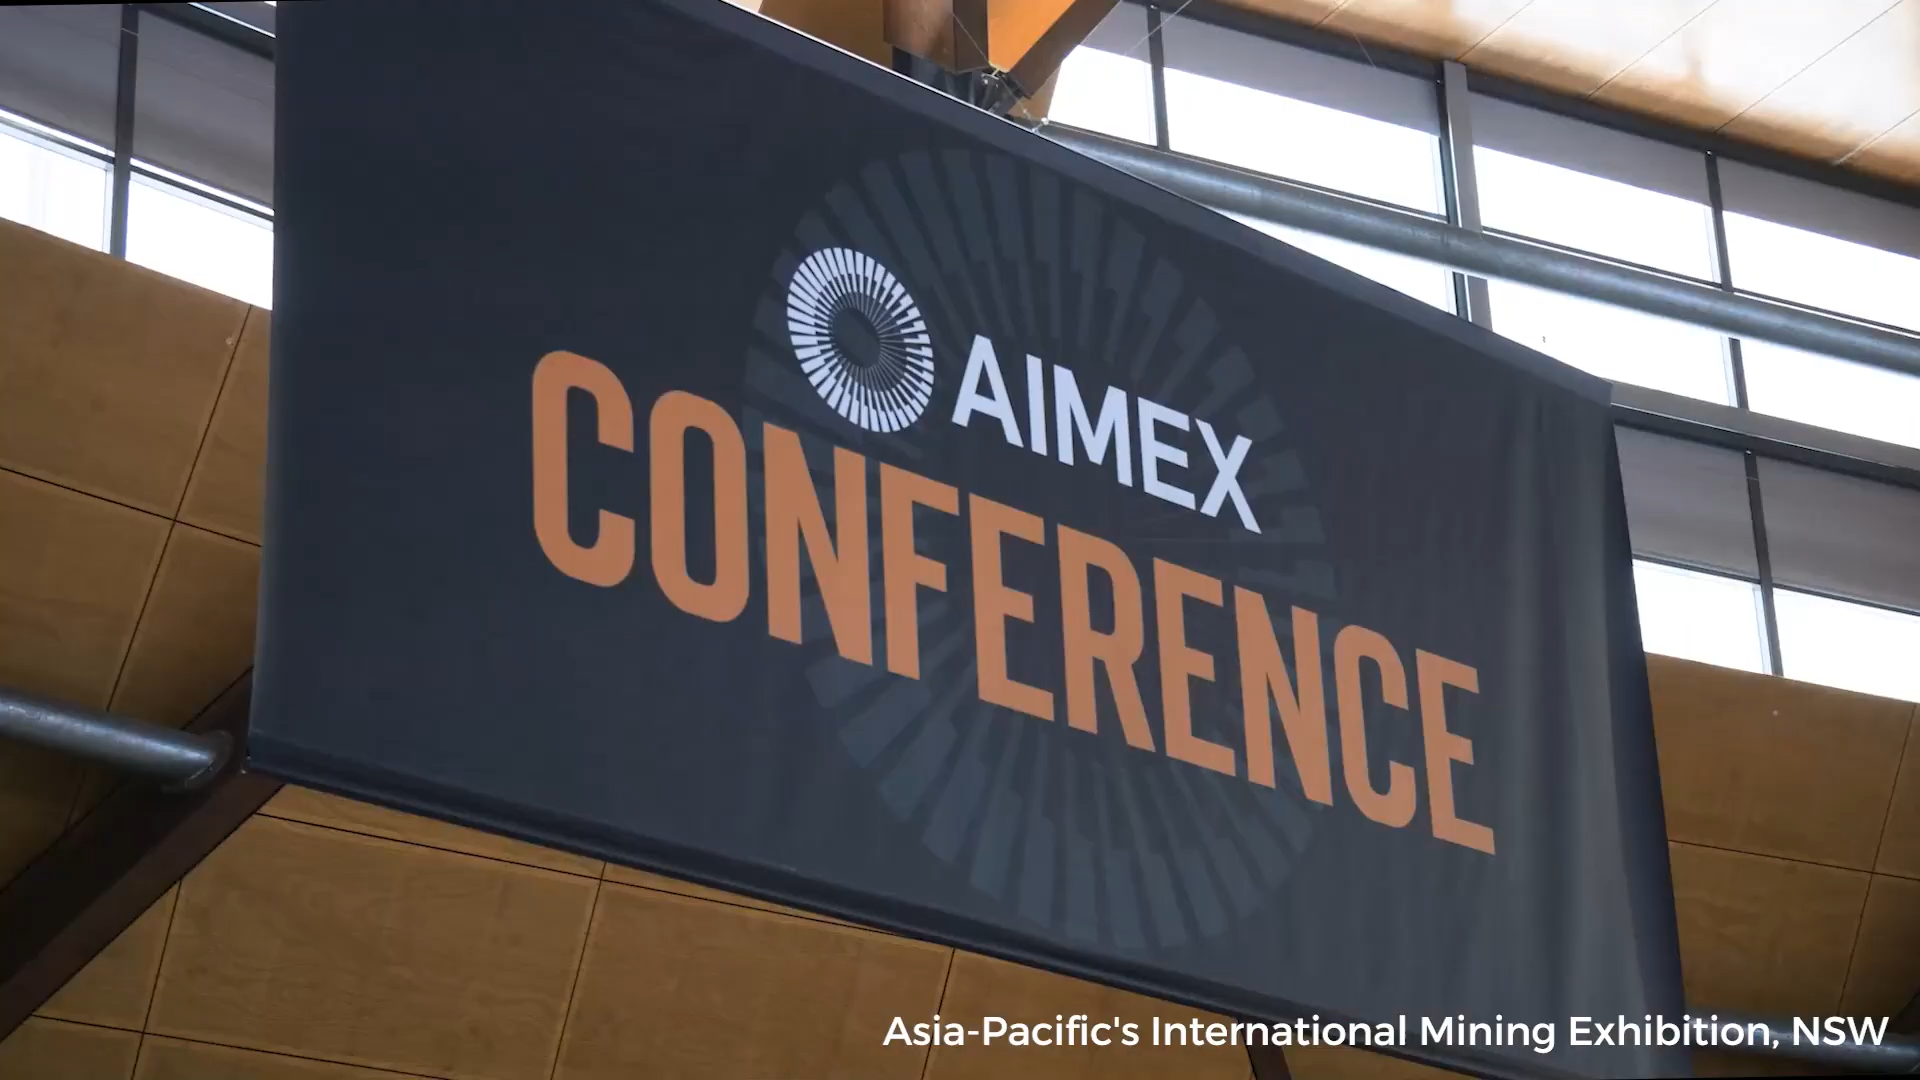 AIMEX
CONFERENCE
Asia-Pacific's International Mining Exhibition, NSW